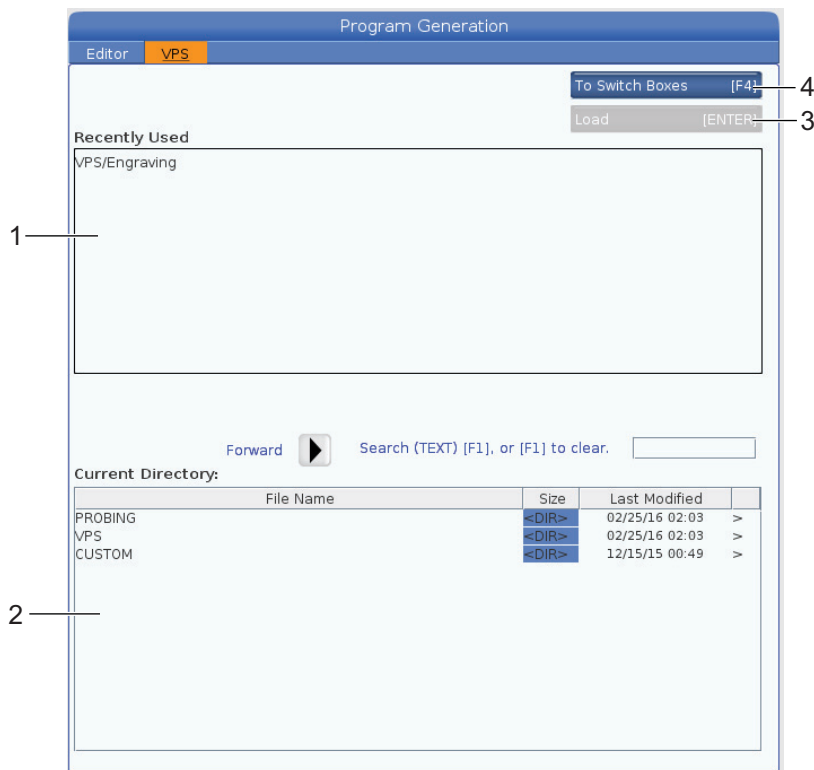 Program Generation
Editor VPS
To Switch Boxes [F4] 4
Load [ENTER] 3
Recently Used
VPS/Engraving
1
Forward Search (TEXT) [F1], or [F1] to clear.
Current Directory:
File Name Size Last Modified
PROBING <DIR> 02/25/16 02:03 >
VPS <DIR> 02/25/16 02:03 >
CUSTOM <DIR> 12/15/15 00:49 >
2